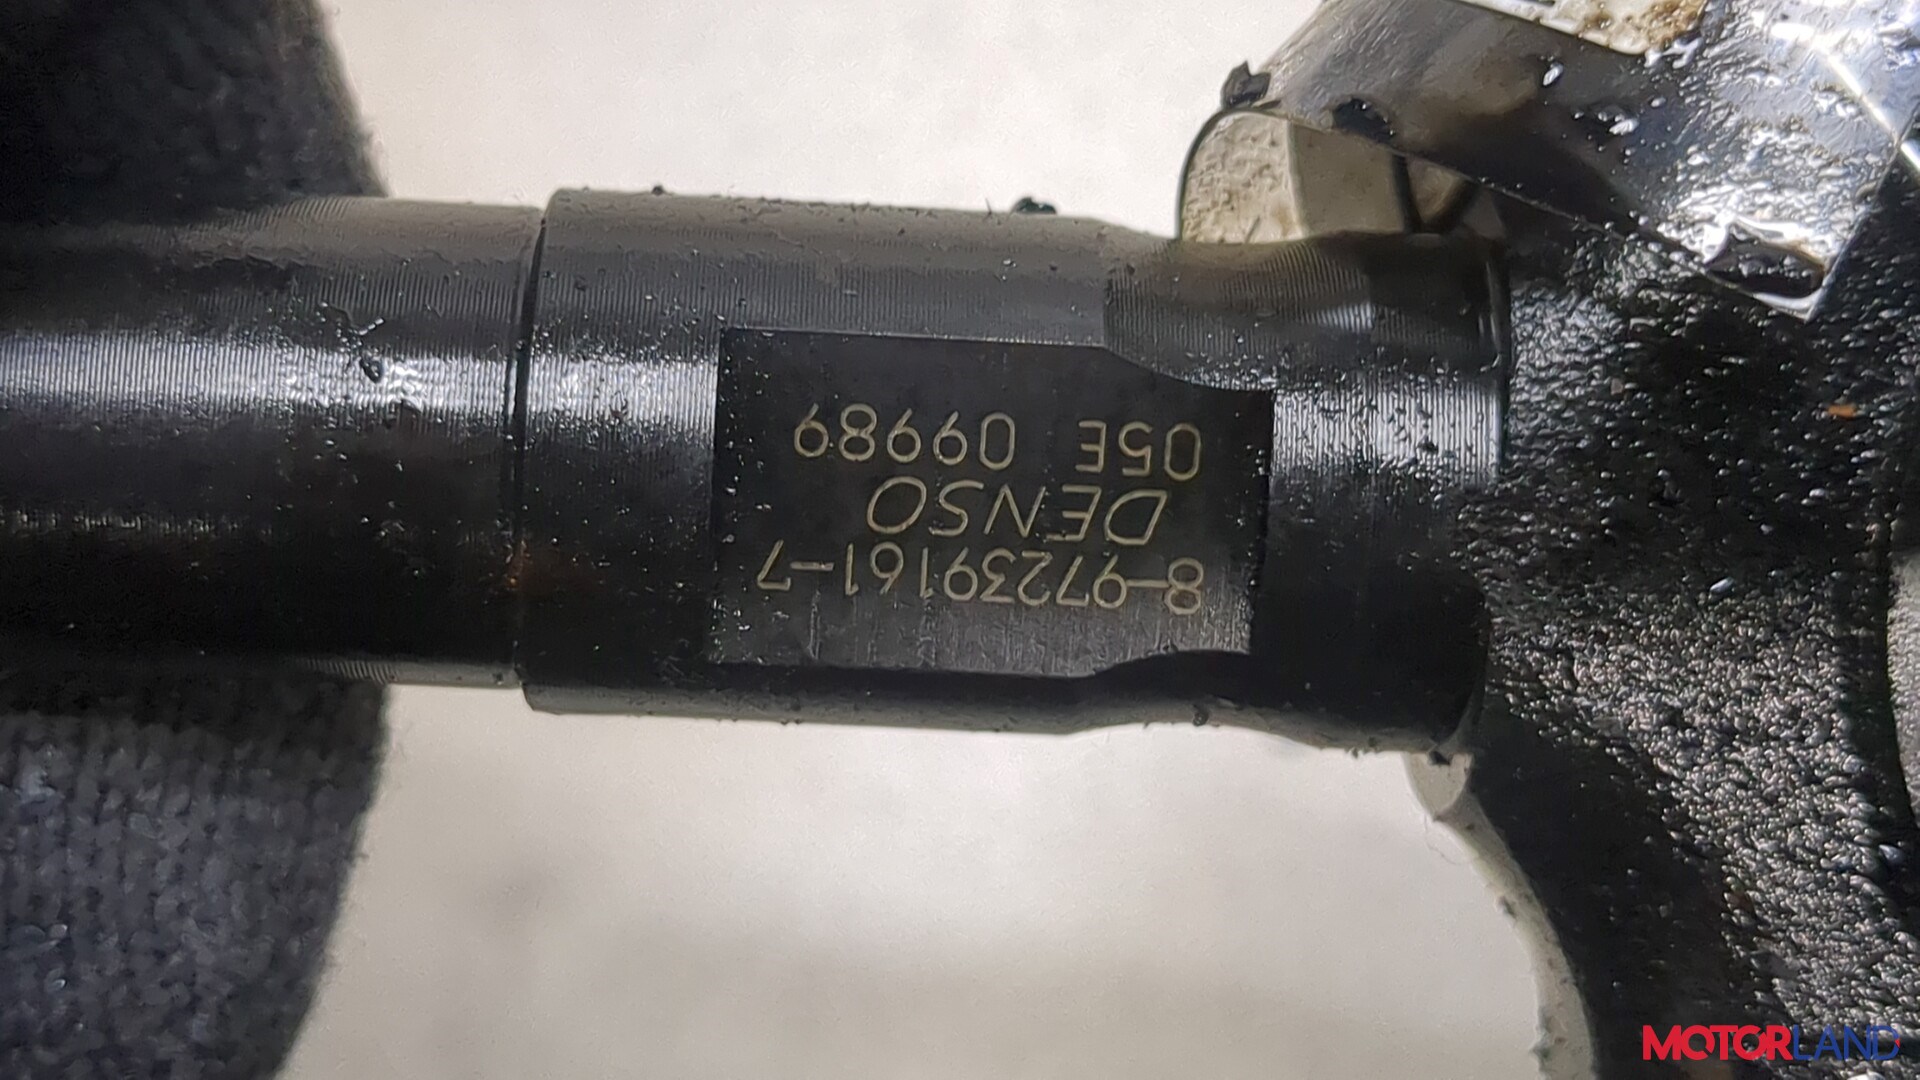 8-97239161-7
DENSO
05E 09989
MOTORLAND